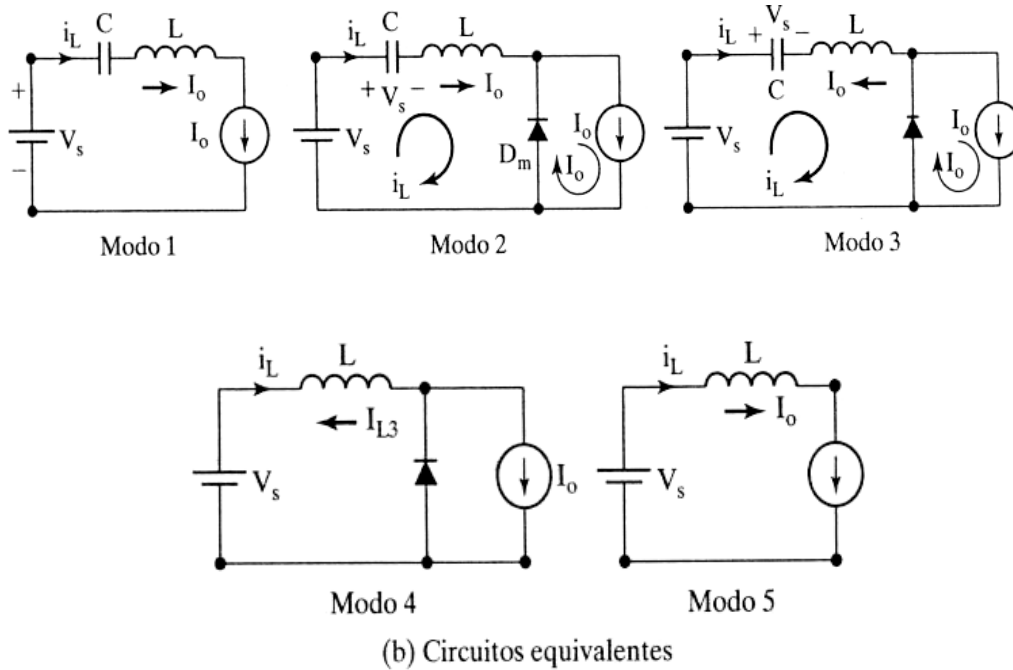 i_L C L
I_o
+
V_s
I_o
−
Modo 1
i_L C L
+ V_s −
I_o
V_s
i_L
D_m
I_o
I_o
Modo 2
i_L + V_s − L
C
I_o
V_s
i_L
I_o
I_o
Modo 3
i_L L
I_L3
V_s
I_o
Modo 4
i_L L
I_o
V_s
Modo 5
(b) Circuitos equivalentes